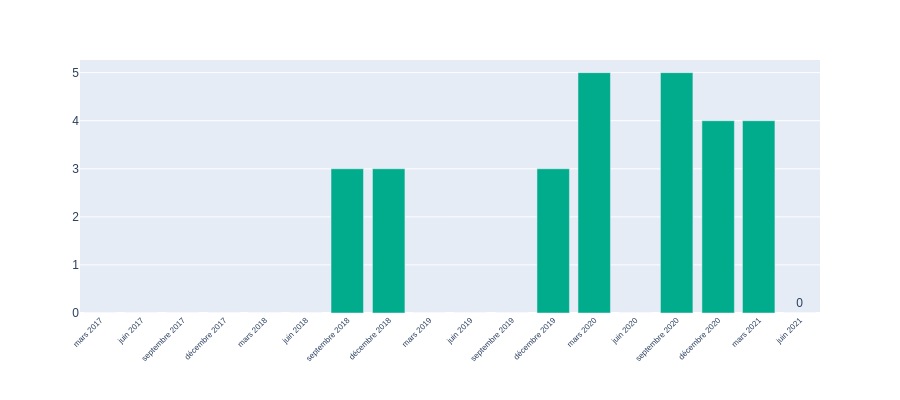 5
4
3
2
1
0
0
mars 2017
juin 2017
septembre 2017
décembre 2017
mars 2018
juin 2018
septembre 2018
décembre 2018
mars 2019
juin 2019
septembre 2019
décembre 2019
mars 2020
juin 2020
septembre 2020
décembre 2020
mars 2021
juin 2021